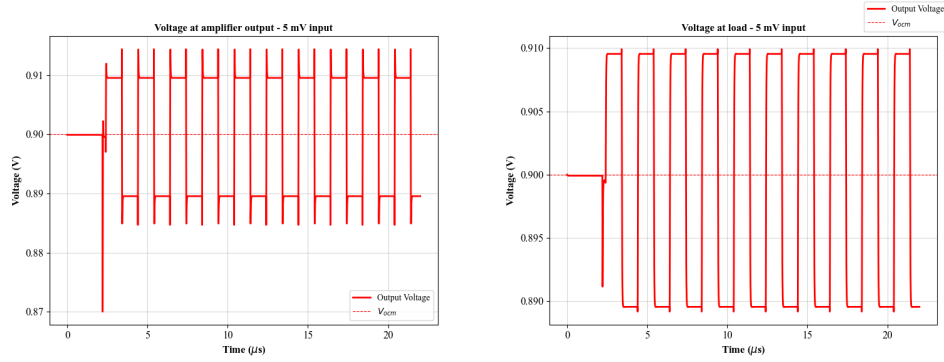 Voltage at amplifier output - 5 mV input
0.91
0.90
0.89
0.88
0.87
Voltage (V)
0
5
10
15
20
Time (μs)
Output Voltage
V_ocm
Voltage at load - 5 mV input
Output Voltage
V_ocm
0.910
0.905
0.900
0.895
0.890
Voltage (V)
0
5
10
15
20
Time (μs)